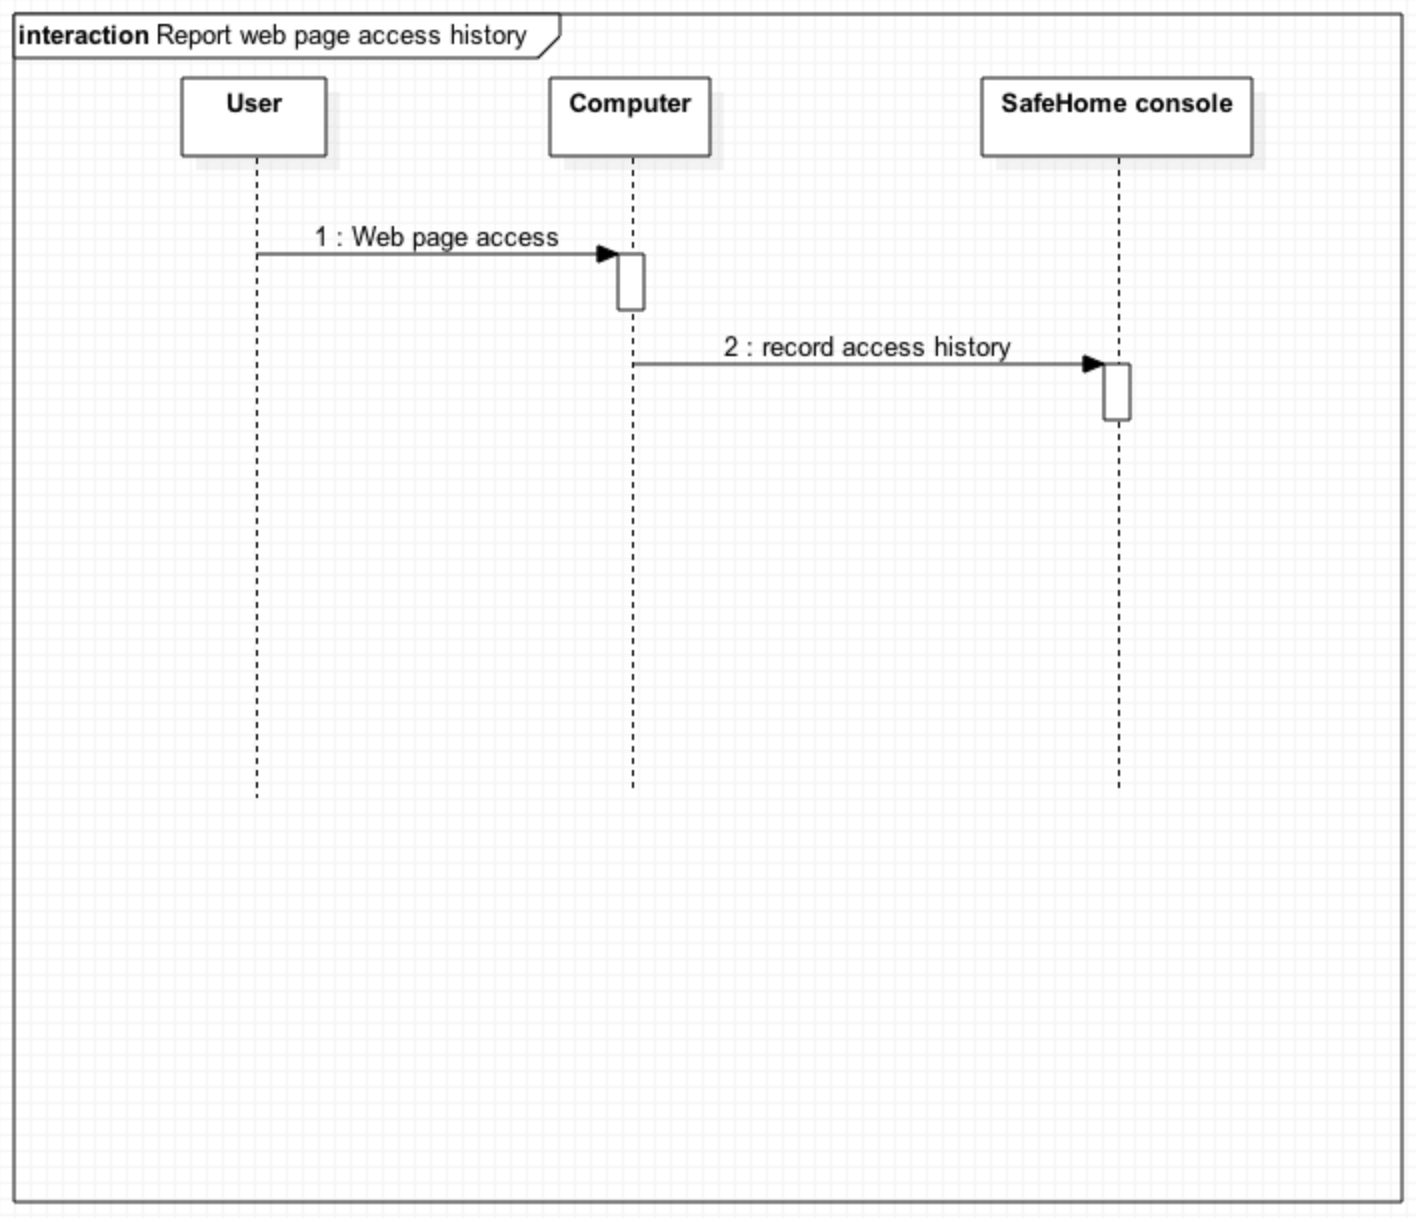 interaction Report web page access history
User
Computer
SafeHome console
1 : Web page access
2 : record access history